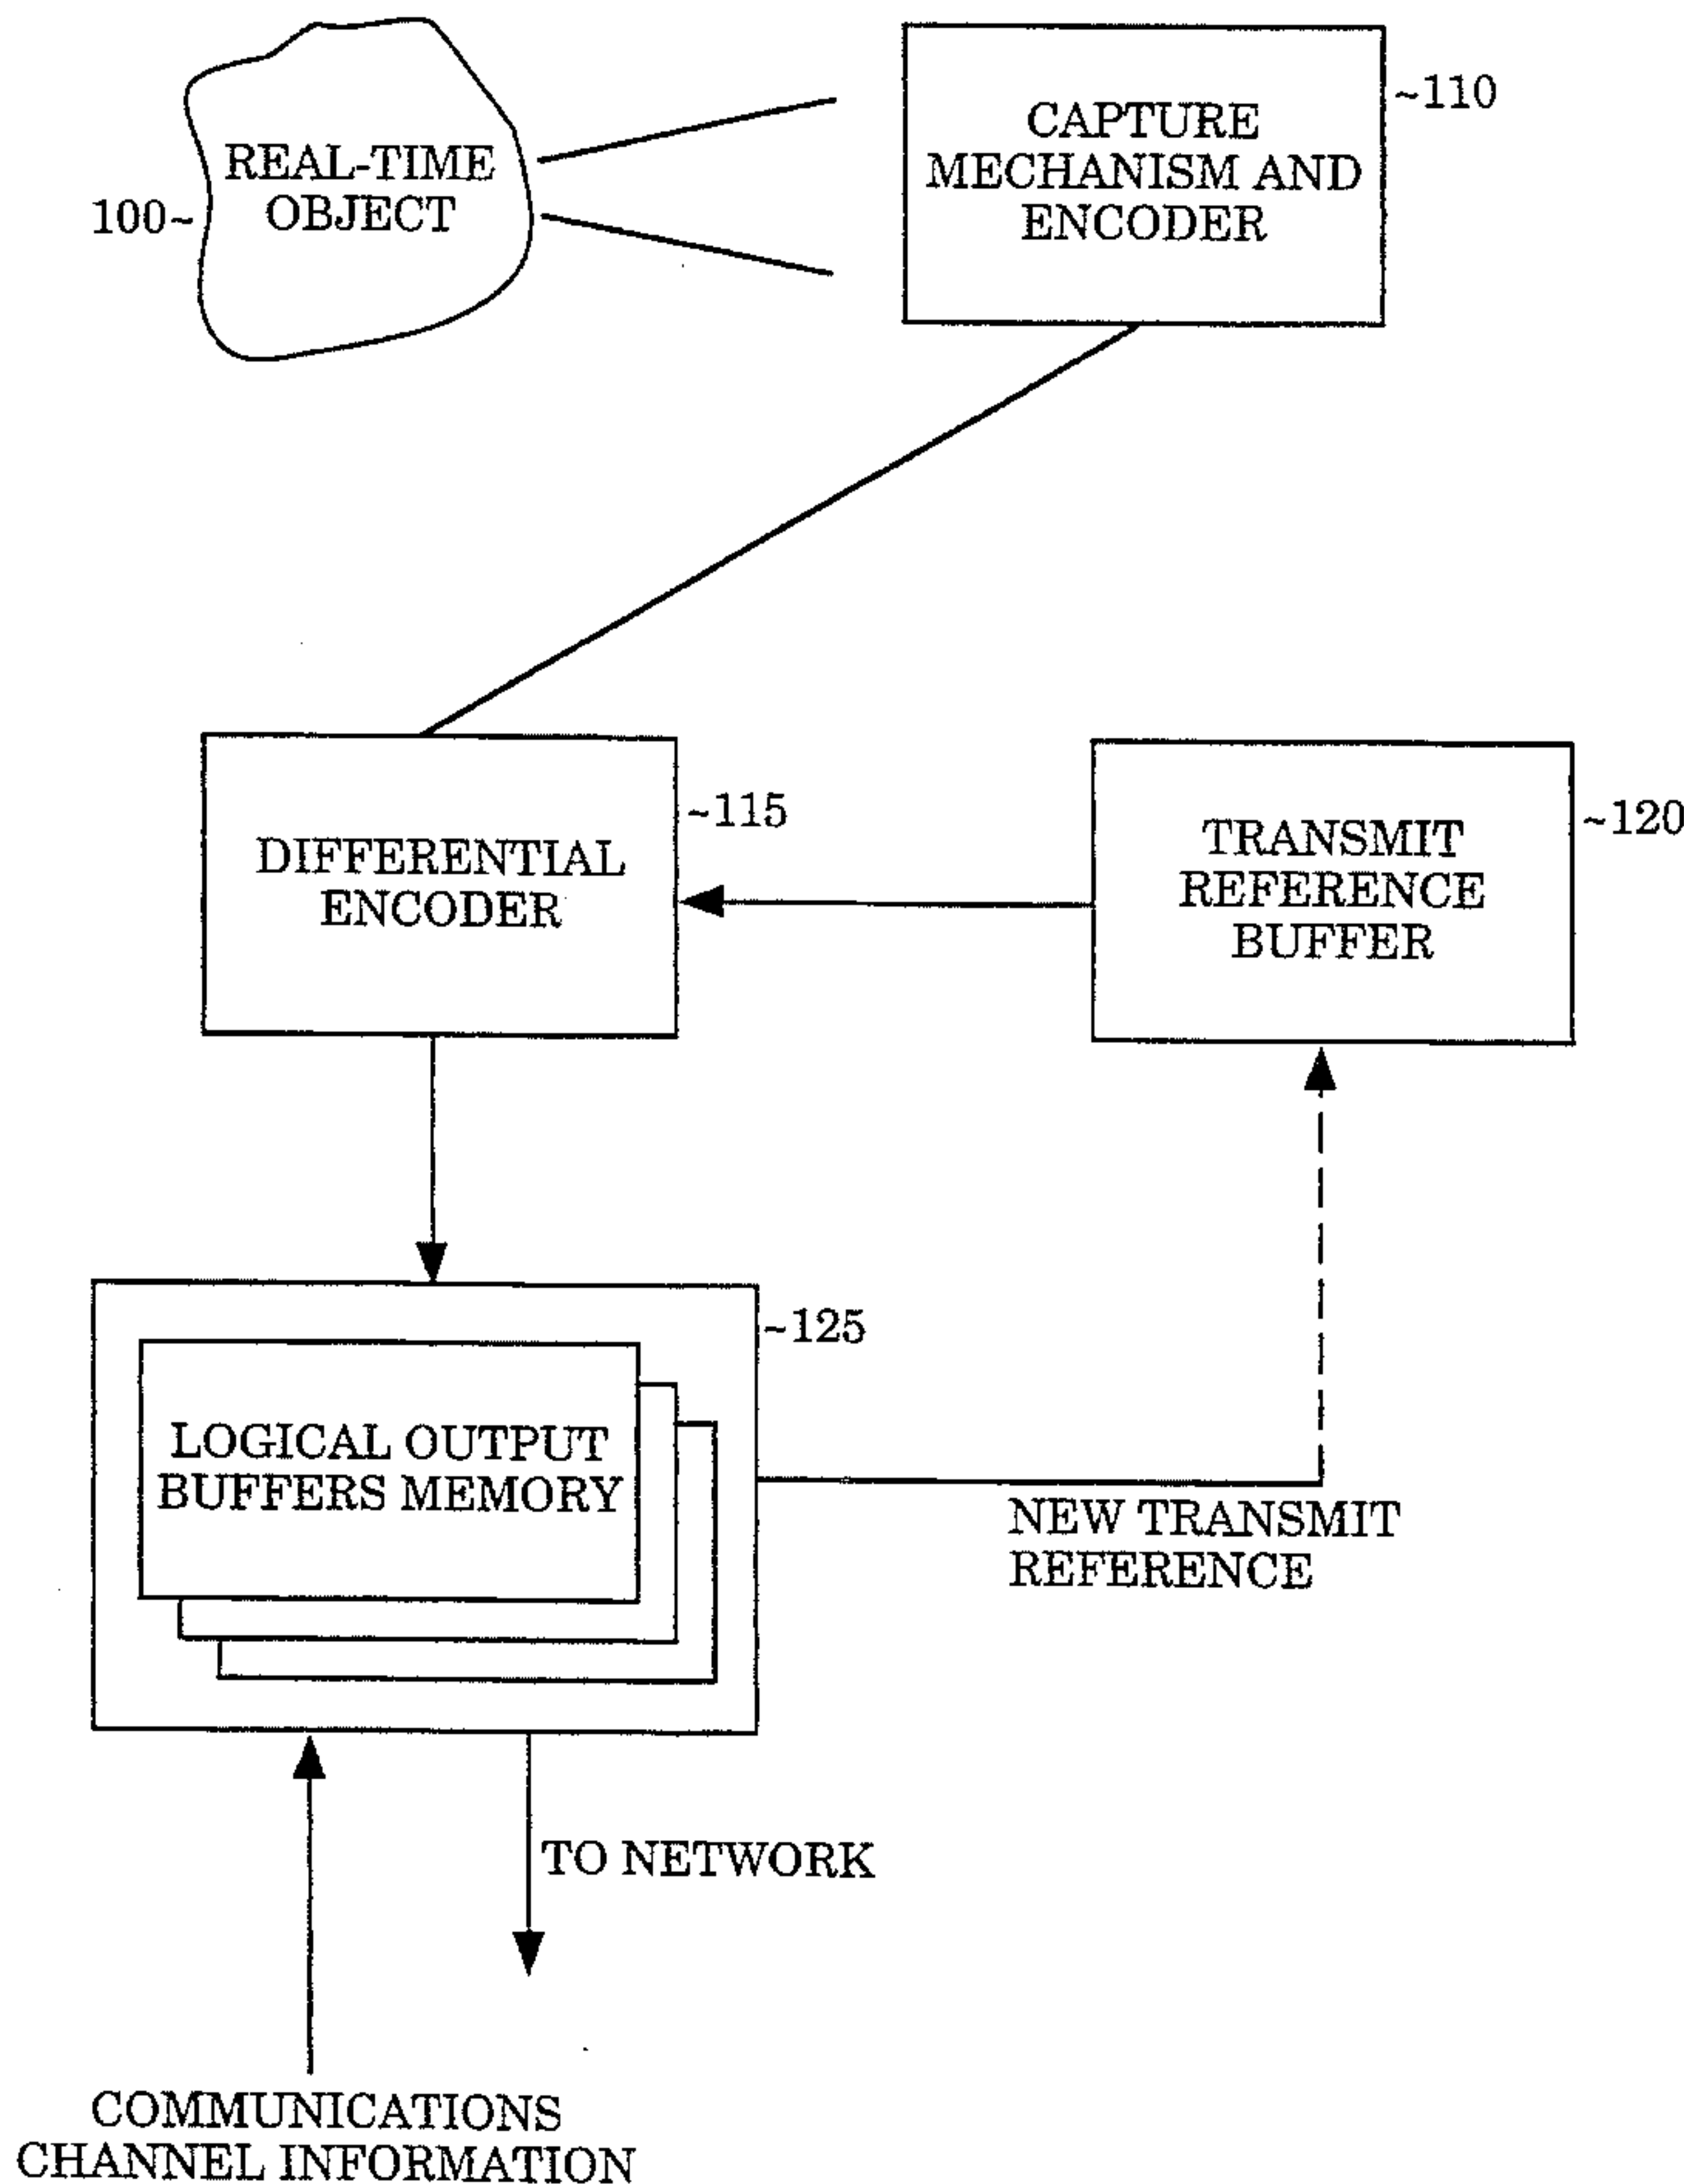 REAL-TIME
OBJECT
100~
CAPTURE
MECHANISM AND
ENCODER
~110
DIFFERENTIAL
ENCODER
~115
TRANSMIT
REFERENCE
BUFFER
~120
~125
LOGICAL OUTPUT
BUFFERS MEMORY
NEW TRANSMIT
REFERENCE
TO NETWORK
COMMUNICATIONS
CHANNEL INFORMATION